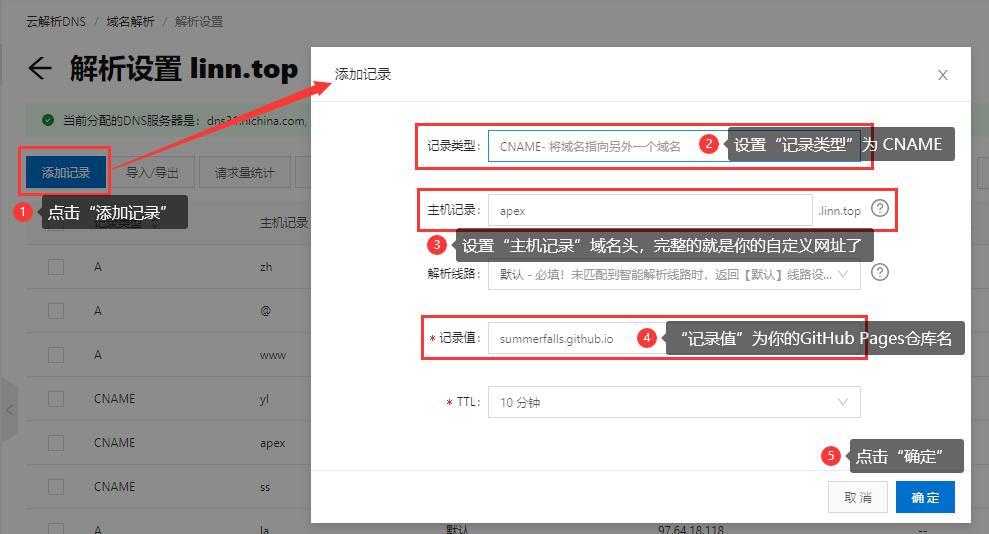 云解析DNS / 域名解析 / 解析设置
← 解析设置 linn.top
当前分配的DNS服务器是：dns31.hichina.com,
添加记录
导入/导出
请求量统计
1 点击“添加记录”
主机记录
A zh
A @
A www
CNAME yl
CNAME apex
CNAME ss
A la 默认 97.64.18.118 --
添加记录 X
记录类型： CNAME- 将域名指向另外一个域名
2 设置“记录类型”为 CNAME
主机记录： apex .linn.top ?
3 设置“主机记录”域名头，完整的就是你的自定义网址了
解析线路： 默认 - 必填！未匹配到智能解析线路时，返回【默认】线路设... ?
* 记录值： summerfalls.github.io
4 “记录值”为你的GitHub Pages仓库名
* TTL： 10 分钟
5 点击“确定”
取 消
确 定